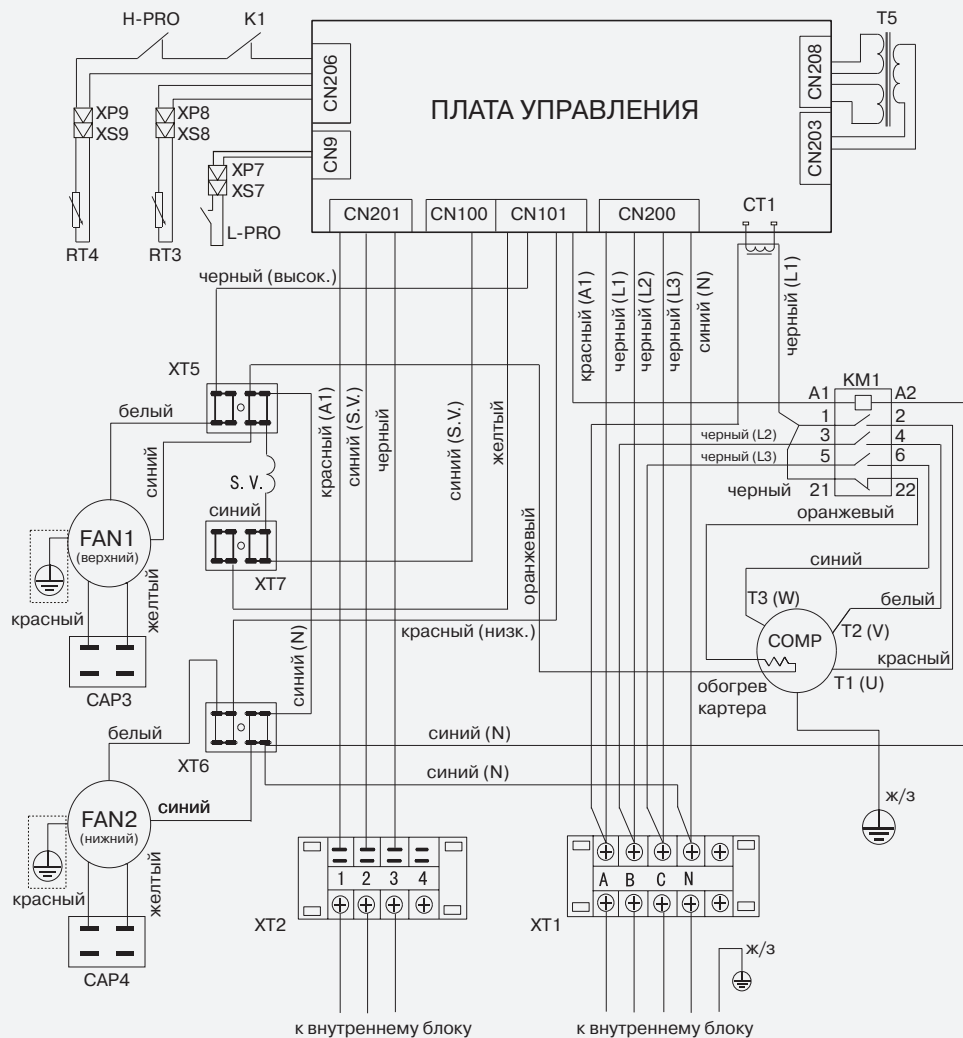 H-PRO
K1
T5
CN206
CN208
ПЛАТА УПРАВЛЕНИЯ
XP9
XS9
XP8
XS8
CN9
CN203
XP7
XS7
RT4
RT3
L-PRO
CN201
CN100
CN101
CN200
CT1
черный (высок.)
красный (A1)
черный (L1)
черный (L2)
черный (L3)
синий (N)
черный (L1)
XT5
белый
синий
красный (A1)
синий (S.V.)
черный
синий (S.V.)
желтый
оранжевый
A1
KM1
A2
1
2
черный (L2)
3
4
черный (L3)
5
6
черный
21
22
оранжевый
S. V.
синий
FAN1
(верхний)
XT7
красный
желтый
CAP3
красный (низк.)
синий (N)
синий
белый
T3 (W)
COMP
T2 (V)
красный
T1 (U)
обогрев
картера
белый
XT6
синий (N)
синий (N)
синий
FAN2
(нижний)
красный
желтый
CAP4
ж/з
1
2
3
4
XT2
A
B
C
N
XT1
ж/з
к внутреннему блоку
к внутреннему блоку